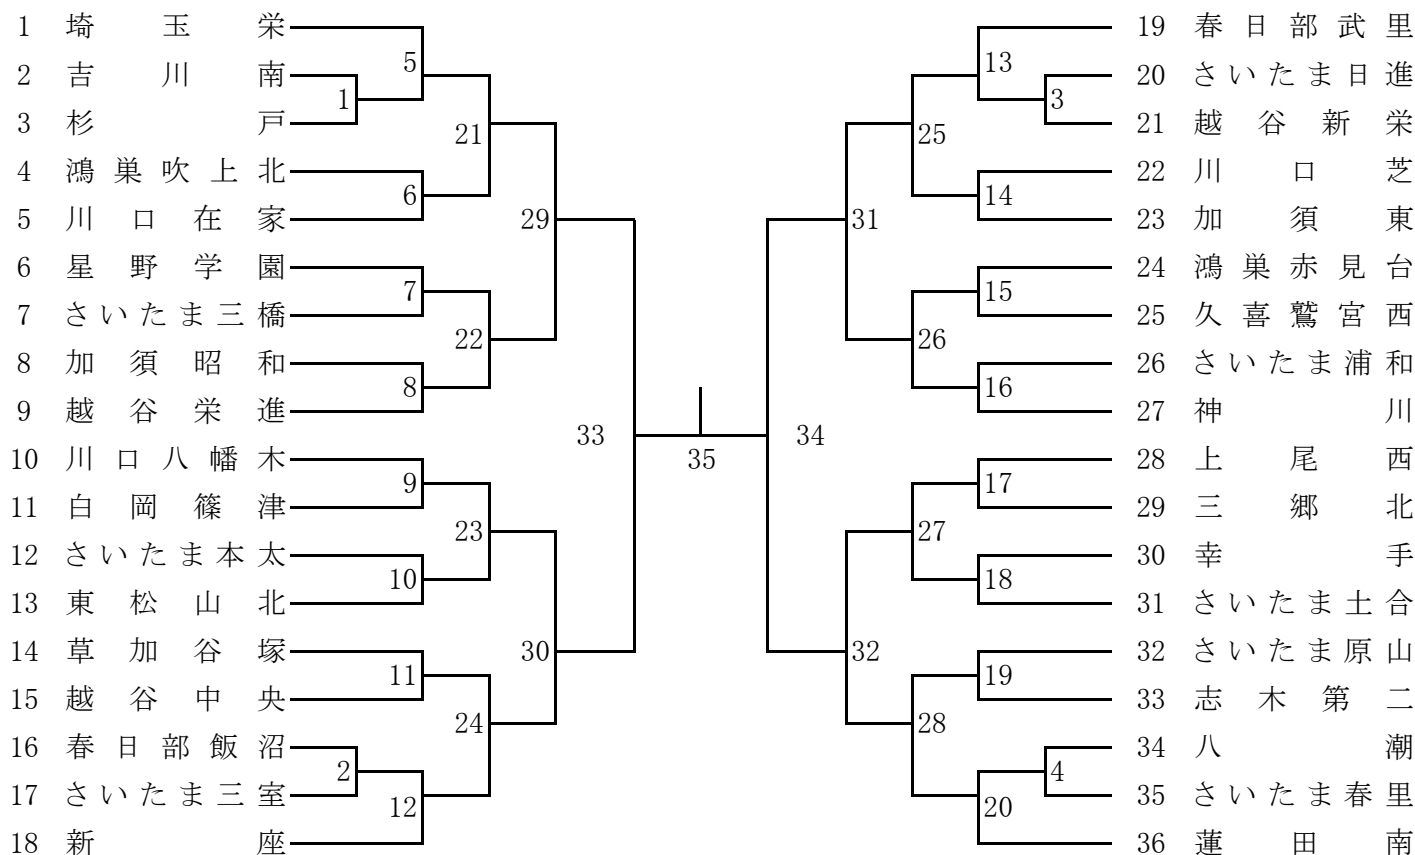 1 埼玉栄
2 吉川南
3 杉戸
4 鴻巣吹上北
5 川口在家
6 星野学園
7 さいたま三橋
8 加須昭和
9 越谷栄進
10 川口八幡木
11 白岡篠津
12 さいたま本太
13 東松山北
14 草加谷塚
15 越谷中央
16 春日部飯沼
17 さいたま三室
18 新座
1
2
5
6
7
8
9
10
11
12
21
22
23
24
29
30
33
35
34
31
32
25
26
27
28
13
14
15
16
17
18
19
20
3
4
19 春日部武里
20 さいたま日進
21 越谷新栄
22 川口芝
23 加須東
24 鴻巣赤見台
25 久喜鷲宮西
26 さいたま浦和
27 神川
28 上尾西
29 三郷北
30 幸手
31 さいたま土合
32 さいたま原山
33 志木第二
34 八潮
35 さいたま春里
36 蓮田南